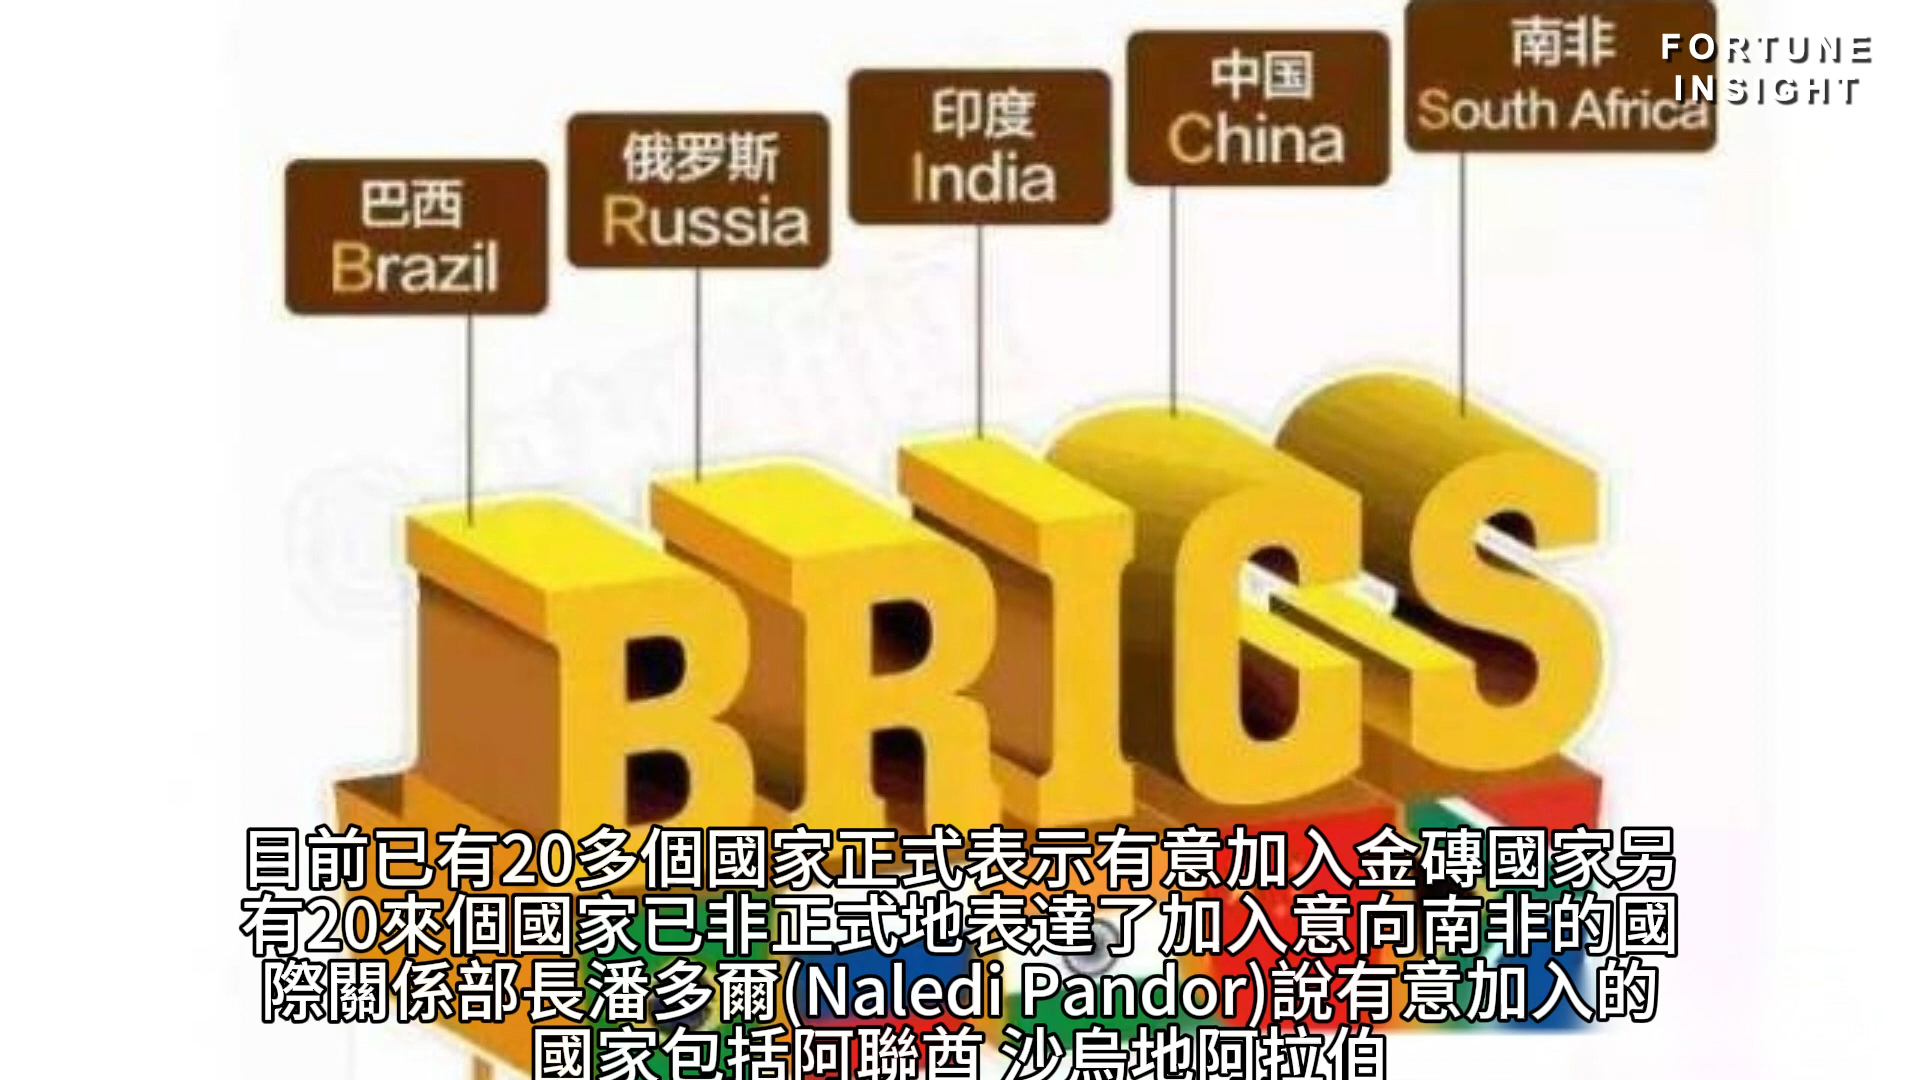 南非
South Africa
FORTUNE
INSIGHT
中国
China
印度
India
俄罗斯
Russia
巴西
Brazil
BRICS
目前已有20多個國家正式表示有意加入金磚國家另
有20來個國家已非正式地表達了加入意向南非的國
際關係部長潘多爾(Naledi Pandor)說有意加入的
國家包括阿聯酋 沙烏地阿拉伯